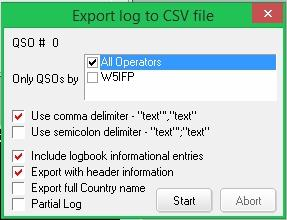 Export log to CSV file
QSO # 0
Only QSOs by
All Operators
W5IFP
Use comma delimiter - "text'","text"
Use semicolon delimiter - "text'";"text"
Include logbook informational entries
Export with header information
Export full Country name
Partial Log
Start
Abort